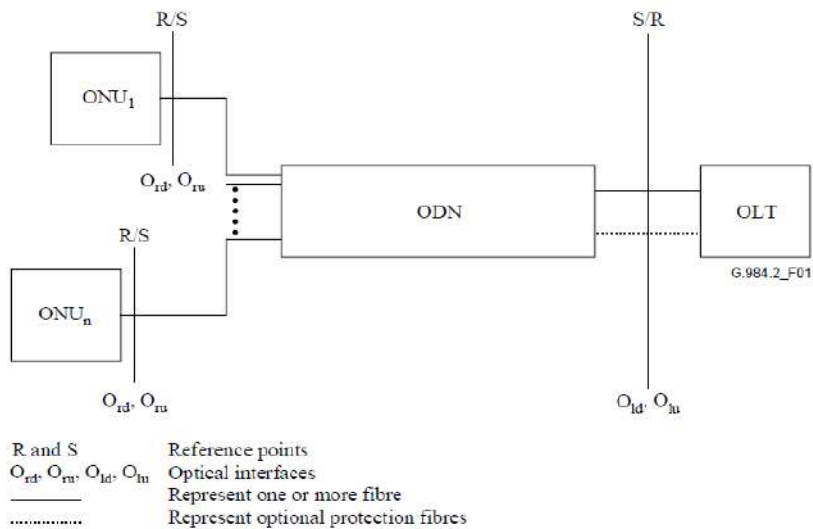 R/S
S/R
ONU1
Ord, Oru
ODN
OLT
G.984.2_F01
R/S
ONUn
Ord, Oru
Old, Olu
R and S Reference points
Ord, Oru, Old, Olu Optical interfaces
Represent one or more fibre
Represent optional protection fibres